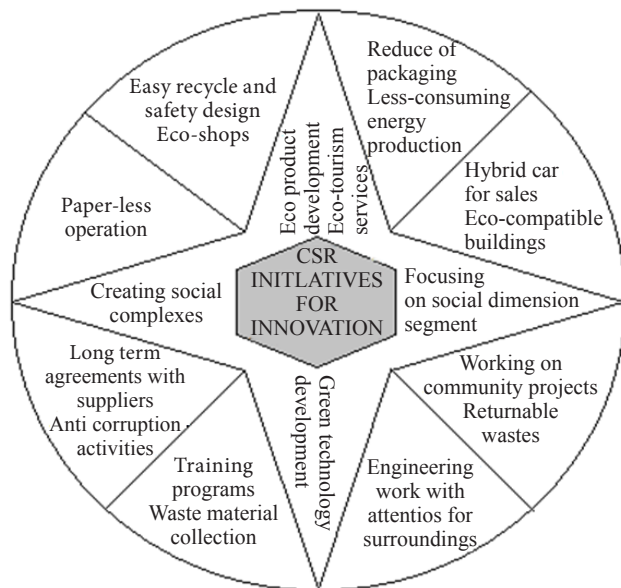 Easy recycle and
safety design
Eco-shops
Reduce of
packaging
Less-consuming
energy
production
Eco product
development
Eco-tourism
services
Paper-less
operation
Hybrid car
for sales
Eco-compatible
buildings
Creating social
complexes
CSR
INITLATIVES
FOR
INNOVATION
Focusing
on social dimension
segment
Long term
agreements with
suppliers
Anti corruption
activities
Green technology
development
Working on
community projects
Returnable
wastes
Training
programs
Waste material
collection
Engineering
work with
attentios for
surroundings